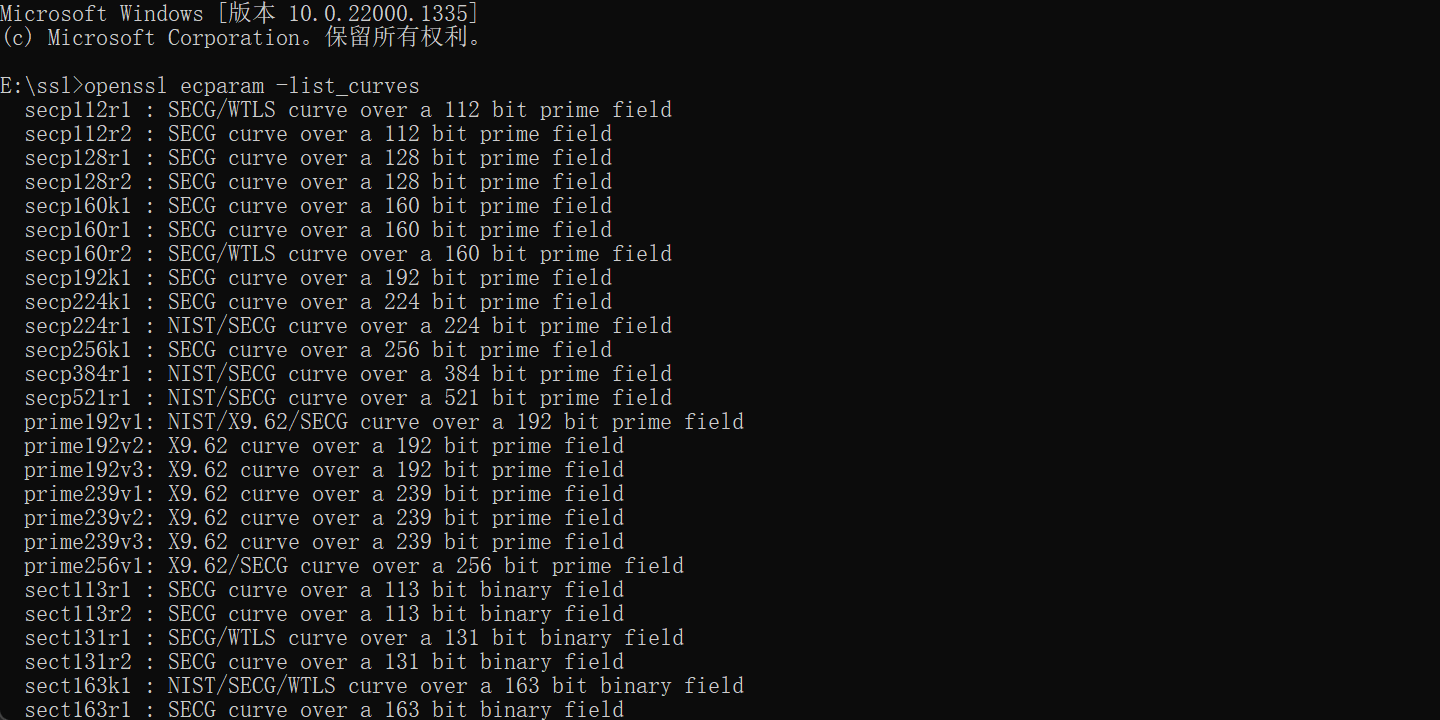 Microsoft Windows [版本 10.0.22000.1335]
(c) Microsoft Corporation。保留所有权利。
E:\ssl>openssl ecparam -list_curves
secp112r1 : SECG/WTLS curve over a 112 bit prime field
secp112r2 : SECG curve over a 112 bit prime field
secp128r1 : SECG curve over a 128 bit prime field
secp128r2 : SECG curve over a 128 bit prime field
secp160k1 : SECG curve over a 160 bit prime field
secp160r1 : SECG curve over a 160 bit prime field
secp160r2 : SECG/WTLS curve over a 160 bit prime field
secp192k1 : SECG curve over a 192 bit prime field
secp224k1 : SECG curve over a 224 bit prime field
secp224r1 : NIST/SECG curve over a 224 bit prime field
secp256k1 : SECG curve over a 256 bit prime field
secp384r1 : NIST/SECG curve over a 384 bit prime field
secp521r1 : NIST/SECG curve over a 521 bit prime field
prime192v1: NIST/X9.62/SECG curve over a 192 bit prime field
prime192v2: X9.62 curve over a 192 bit prime field
prime192v3: X9.62 curve over a 192 bit prime field
prime239v1: X9.62 curve over a 239 bit prime field
prime239v2: X9.62 curve over a 239 bit prime field
prime239v3: X9.62 curve over a 239 bit prime field
prime256v1: X9.62/SECG curve over a 256 bit prime field
sect113r1 : SECG curve over a 113 bit binary field
sect113r2 : SECG curve over a 113 bit binary field
sect131r1 : SECG/WTLS curve over a 131 bit binary field
sect131r2 : SECG curve over a 131 bit binary field
sect163k1 : NIST/SECG/WTLS curve over a 163 bit binary field
sect163r1 : SECG curve over a 163 bit binary field